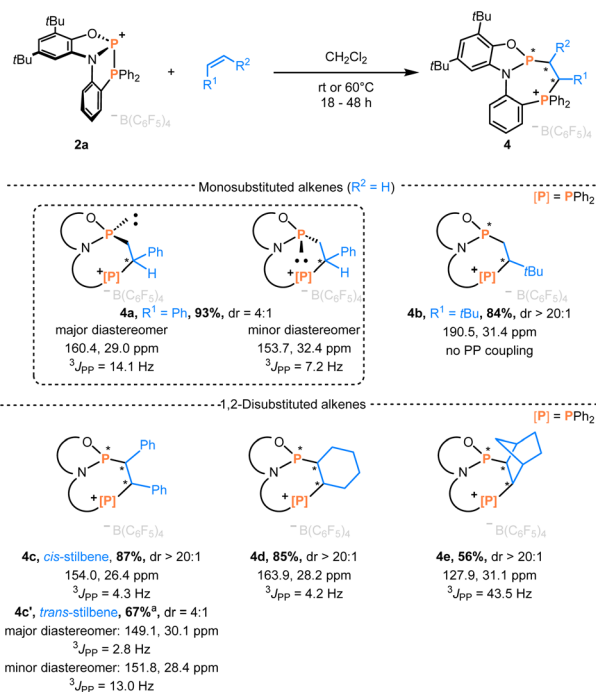 tBu
O
P
+
tBu
N
PPh2
−B(C6F5)4
2a
+
R1
R2
CH2Cl2
rt or 60°C
18 - 48 h
tBu
O
P
*
R2
*
R1
*
tBu
N
+
PPh2
−B(C6F5)4
4
Monosubstituted alkenes (R2 = H)
[P] = PPh2
O
P
*
N
Ph
H
+
[P]
−B(C6F5)4
O
P
*
N
Ph
H
+
[P]
−B(C6F5)4
O
P
*
N
*
tBu
+
[P]
−B(C6F5)4
4a, R1 = Ph, 93%, dr = 4:1
major diastereomer
160.4, 29.0 ppm
3JPP = 14.1 Hz
minor diastereomer
153.7, 32.4 ppm
3JPP = 7.2 Hz
4b, R1 = tBu, 84%, dr > 20:1
190.5, 31.4 ppm
no PP coupling
1,2-Disubstituted alkenes
[P] = PPh2
O
P
*
Ph
N
*
*
Ph
+
[P]
−B(C6F5)4
O
P
*
N
*
*
+
[P]
−B(C6F5)4
O
P
*
N
*
*
+
[P]
−B(C6F5)4
4c, cis-stilbene, 87%, dr > 20:1
154.0, 26.4 ppm
3JPP = 4.3 Hz
4c', trans-stilbene, 67%a, dr = 4:1
major diastereomer: 149.1, 30.1 ppm
3JPP = 2.8 Hz
minor diastereomer: 151.8, 28.4 ppm
3JPP = 13.0 Hz
4d, 85%, dr > 20:1
163.9, 28.2 ppm
3JPP = 4.2 Hz
4e, 56%, dr > 20:1
127.9, 31.1 ppm
3JPP = 43.5 Hz